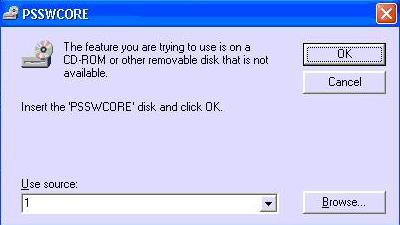 PSSWCORE
The feature you are trying to use is on a
CD-ROM or other removable disk that is not
available.
OK
Cancel
Insert the 'PSSWCORE' disk and click OK.
Use source:
1
Browse...